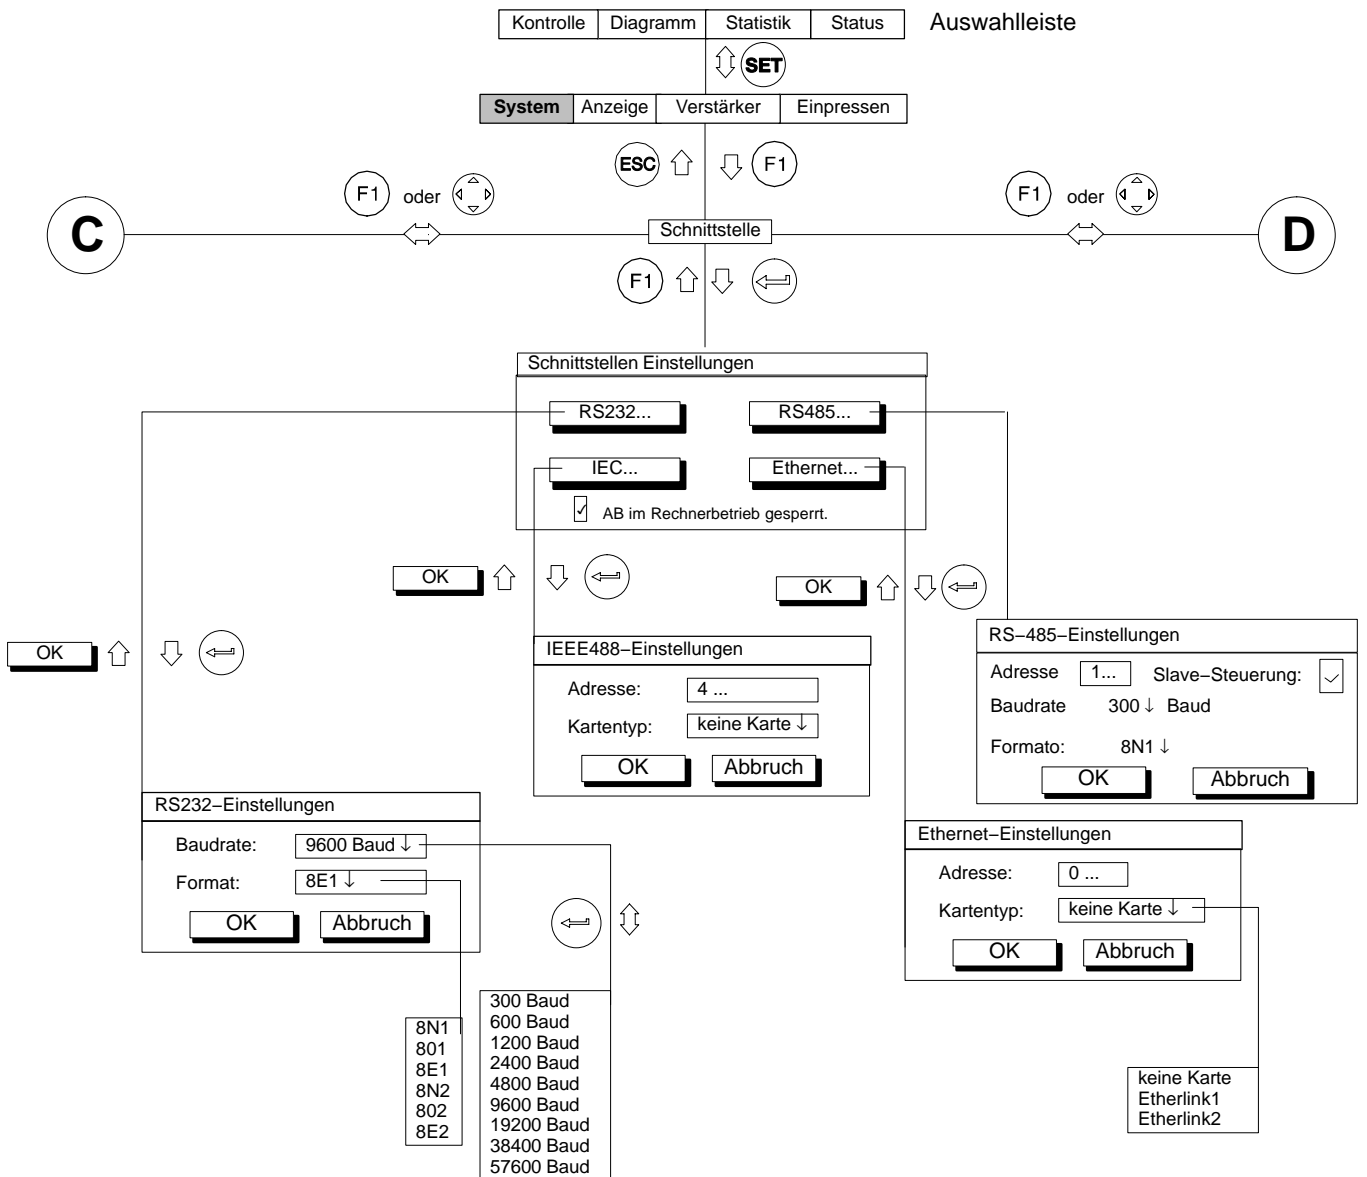 Kontrolle Diagramm Statistik Status Auswahlleiste
SET
System Anzeige Verstärker Einpressen
ESC F1
F1 oder
F1 oder
C
Schnittstelle
D
F1
Schnittstellen Einstellungen
RS232... RS485...
IEC... Ethernet...
✓ AB im Rechnerbetrieb gesperrt.
OK
OK
OK
IEEE488–Einstellungen
Adresse: 4 ...
Kartentyp: keine Karte ↓
OK Abbruch
RS–485–Einstellungen
Adresse 1... Slave–Steuerung: ✓
Baudrate 300 ↓ Baud
Formato: 8N1 ↓
OK Abbruch
RS232–Einstellungen
Baudrate: 9600 Baud ↓
Format: 8E1 ↓
OK Abbruch
Ethernet–Einstellungen
Adresse: 0 ...
Kartentyp: keine Karte ↓
OK Abbruch
8N1
801
8E1
8N2
802
8E2
300 Baud
600 Baud
1200 Baud
2400 Baud
4800 Baud
9600 Baud
19200 Baud
38400 Baud
57600 Baud
keine Karte
Etherlink1
Etherlink2